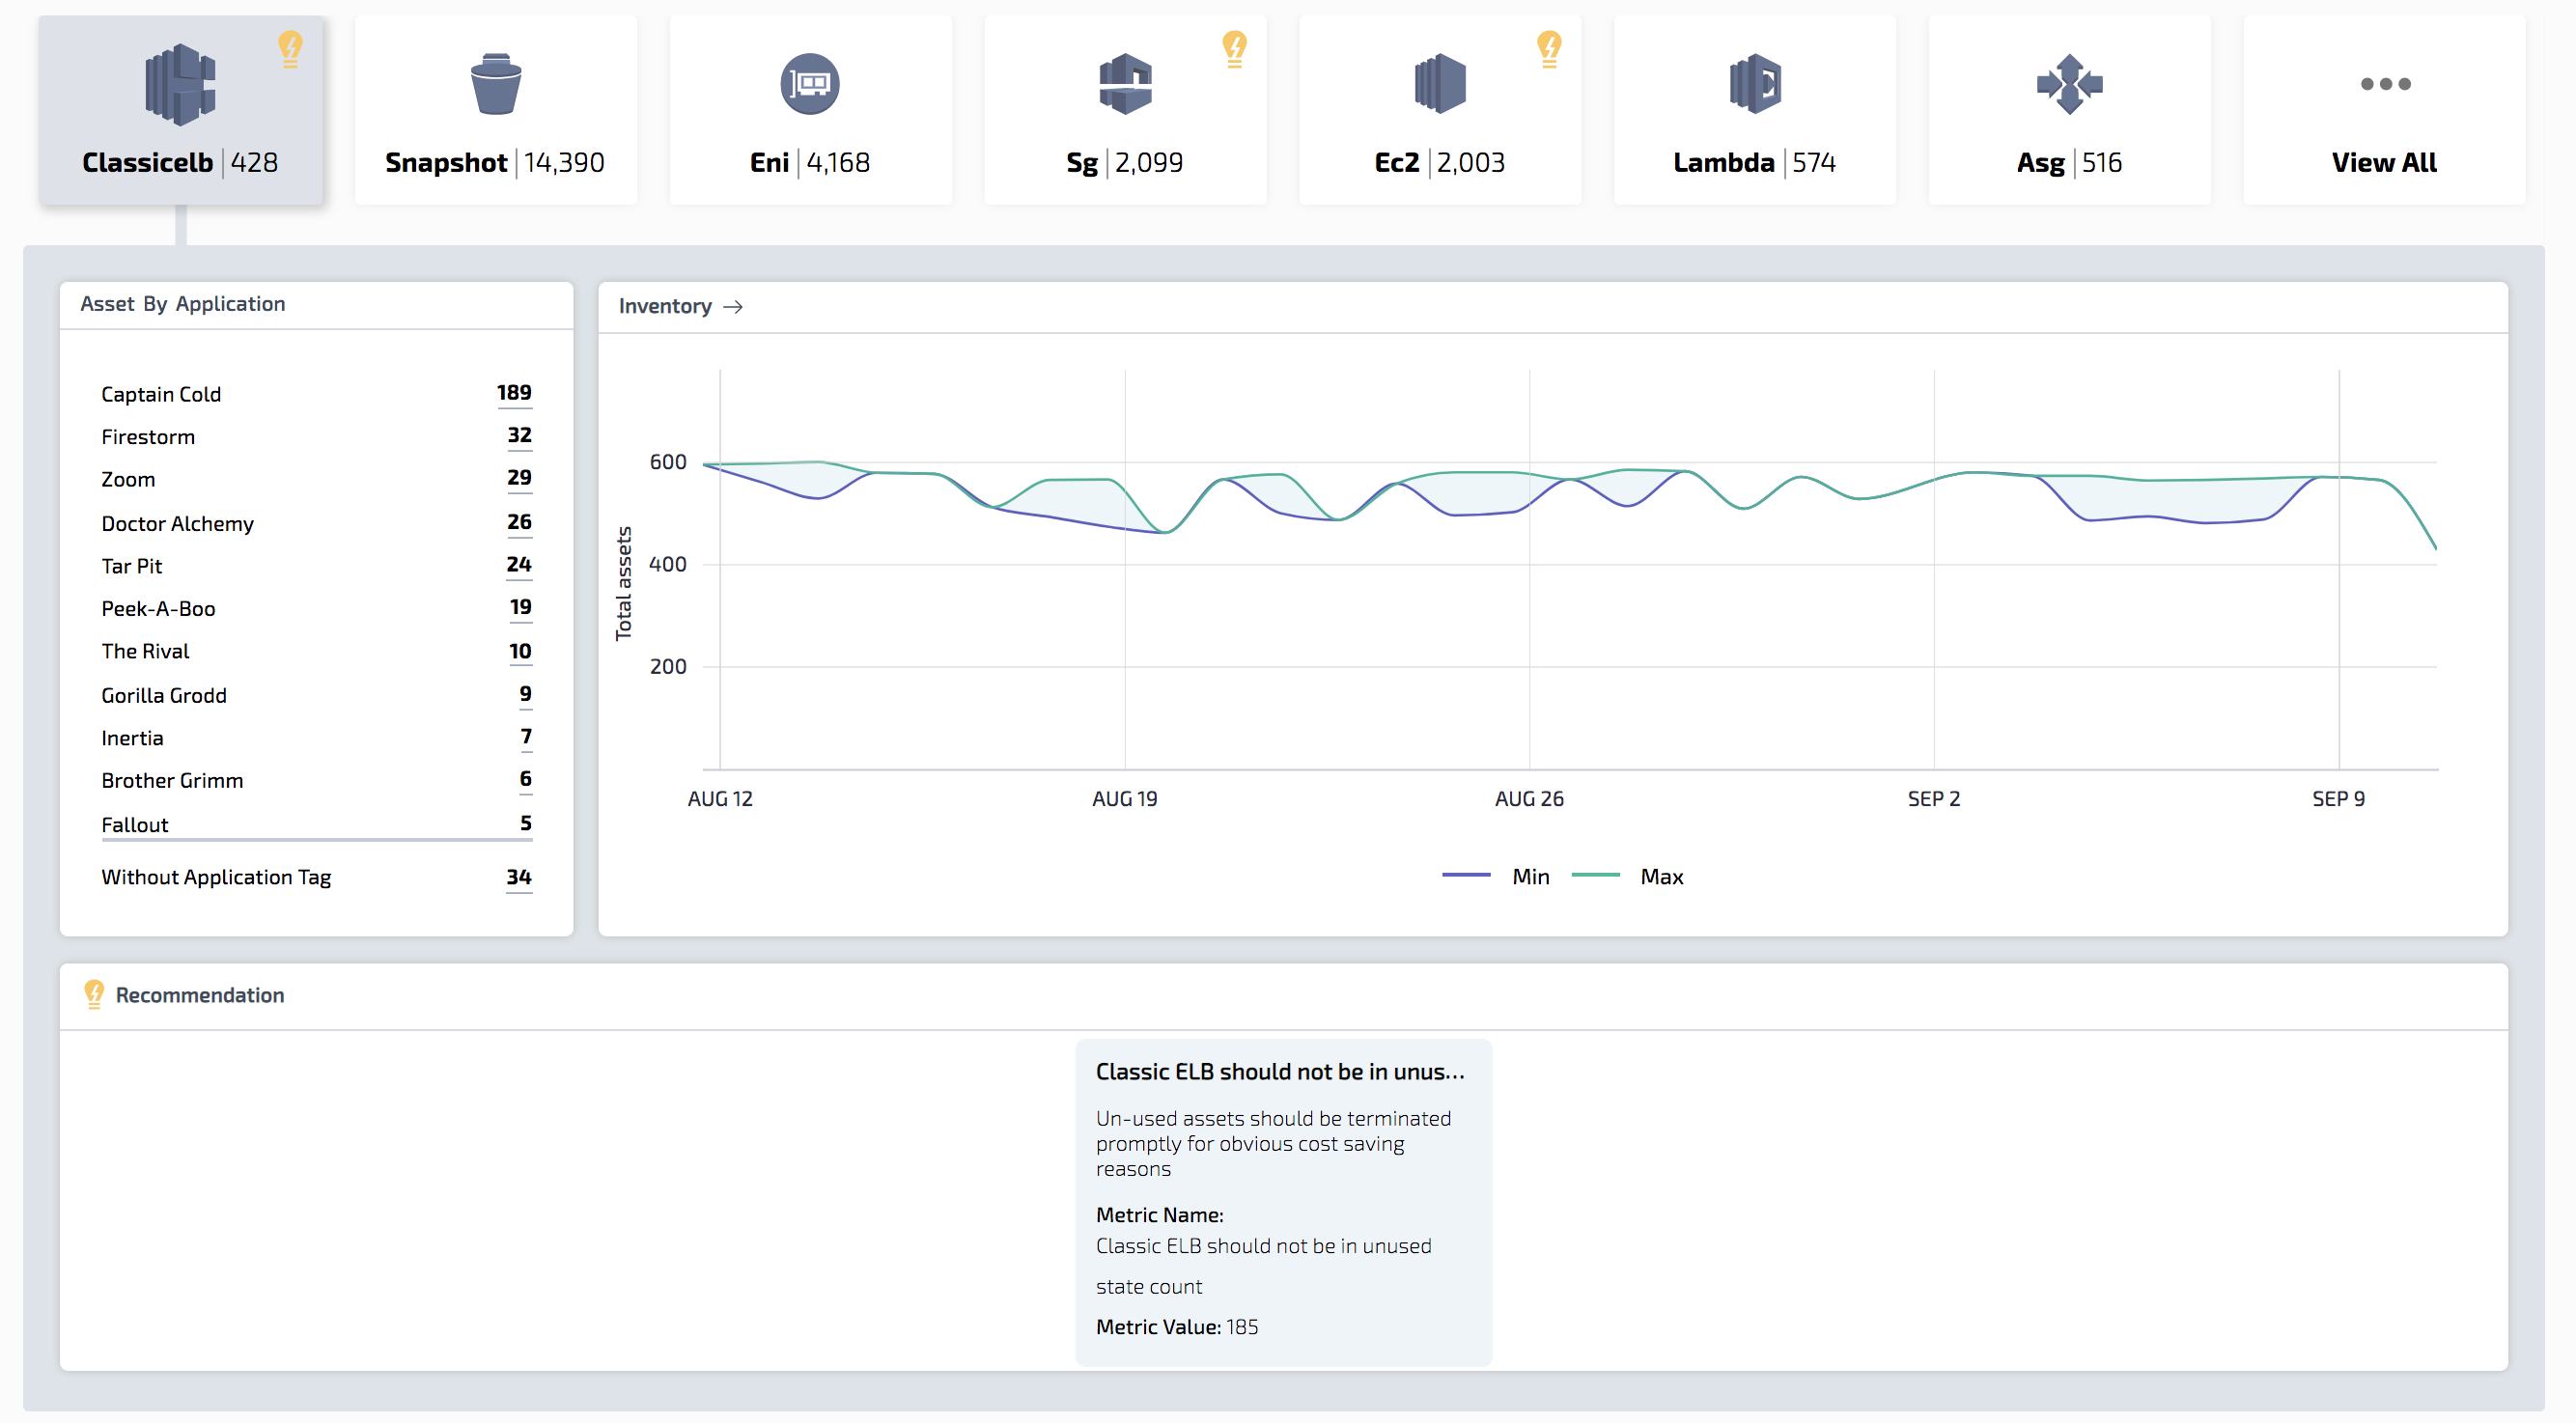 Classicelb 428
Snapshot 14,390
Eni 4,168
Sg 2,099
Ec2 2,003
Lambda 574
Asg 516
View All
Asset By Application
Captain Cold 189
Firestorm 32
Zoom 29
Doctor Alchemy 26
Tar Pit 24
Peek-A-Boo 19
The Rival 10
Gorilla Grodd 9
Inertia 7
Brother Grimm 6
Fallout 5
Without Application Tag 34
Inventory →
Total assets
600
400
200
AUG 12
AUG 19
AUG 26
SEP 2
SEP 9
Min
Max
Recommendation
Classic ELB should not be in unus...
Un-used assets should be terminated
promptly for obvious cost saving
reasons
Metric Name:
Classic ELB should not be in unused
state count
Metric Value: 185